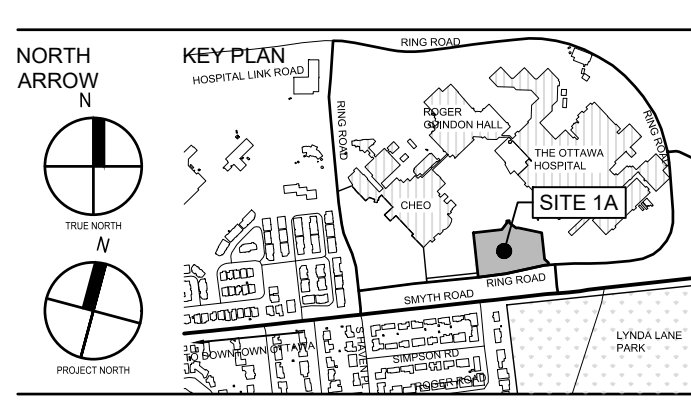 NORTH
ARROW
N
TRUE NORTH
N
PROJECT NORTH
KEY PLAN
HOSPITAL LINK ROAD
RING ROAD
RING ROAD
RING ROAD
ROGER
GUINDON HALL
THE OTTAWA
HOSPITAL
CHEO
SITE 1A
RING ROAD
SMYTH ROAD
DOWNTOWN OTTAWA
SIMPSON RD
ROGER ROAD
LYNDA LANE
PARK